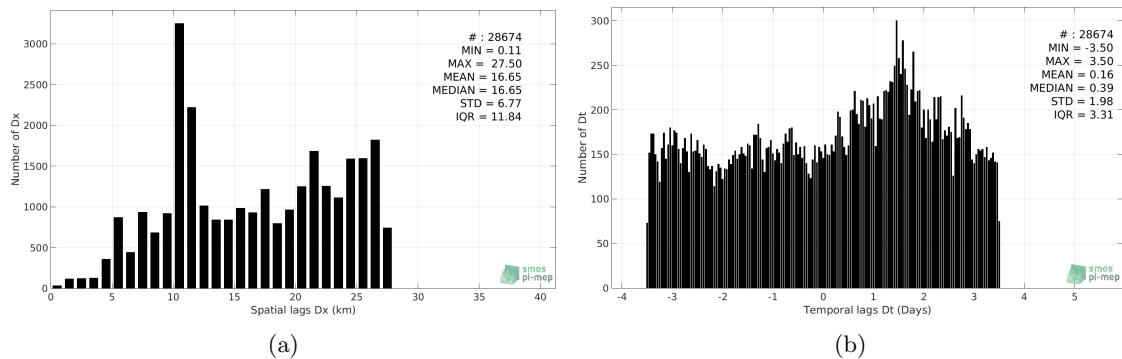 3000
2500
2000
1500
1000
500
0
Number of Dx
# : 28674
MIN = 0.11
MAX = 27.50
MEAN = 16.65
MEDIAN = 16.65
STD = 6.77
IQR = 11.84
smos
pi-mep
0 5 10 15 20 25 30 35 40
Spatial lags Dx (km)
(a)
300
250
200
150
100
50
0
Number of Dt
# : 28674
MIN = -3.50
MAX = 3.50
MEAN = 0.16
MEDIAN = 0.39
STD = 1.98
IQR = 3.31
smos
pi-mep
-4 -3 -2 -1 0 1 2 3 4 5
Temporal lags Dt (Days)
(b)